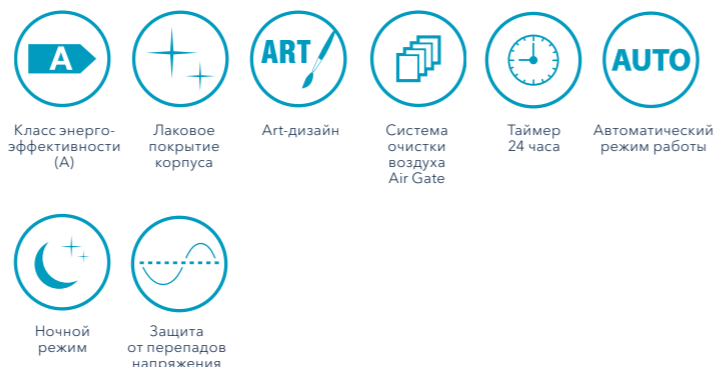 A
ART
AUTO
Класс энерго-
эффективности
(А)
Лаковое
покрытие
корпуса
Art-дизайн
Система
очистки
воздуха
Air Gate
Таймер
24 часа
Автоматический
режим работы
Ночной
режим
Защита
от перепадов
напряжения